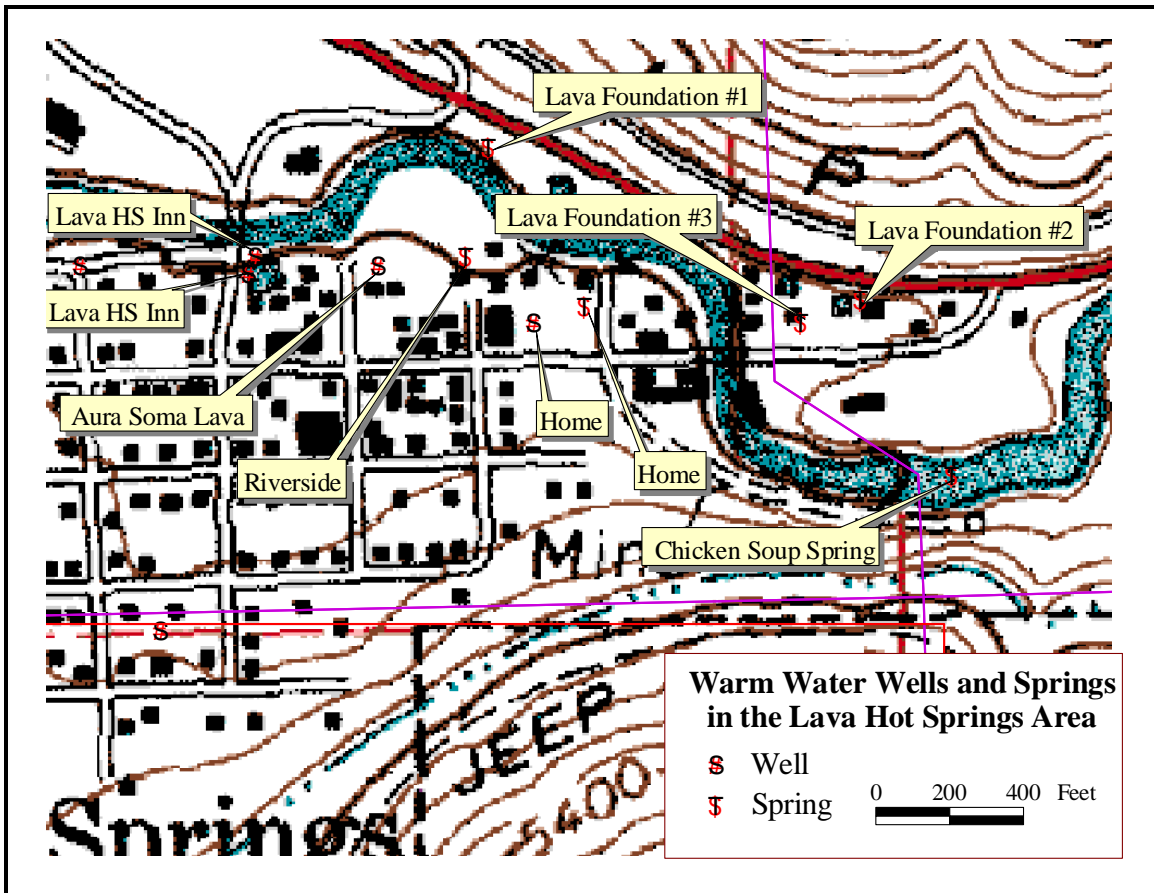 Lava Foundation #1
Lava HS Inn
Lava Foundation #3
Lava Foundation #2
Lava HS Inn
Aura Soma Lava
Home
Riverside
Home
Chicken Soup Spring
Min
JEEP
5400
Springs
Warm Water Wells and Springs
in the Lava Hot Springs Area
Well
Spring
0 200 400 Feet